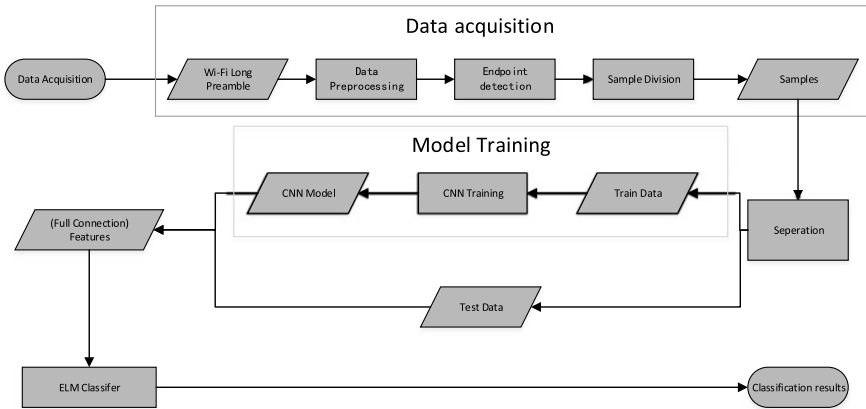 Data acquisition
Data Acquisition
Wi-Fi Long
Preamble
Data
Preprocessing
Endpoint
detection
Sample Division
Samples
Model Training
CNN Model
CNN Training
Train Data
Seperation
(Full Connection)
Features
Test Data
ELM Classifer
Classification results